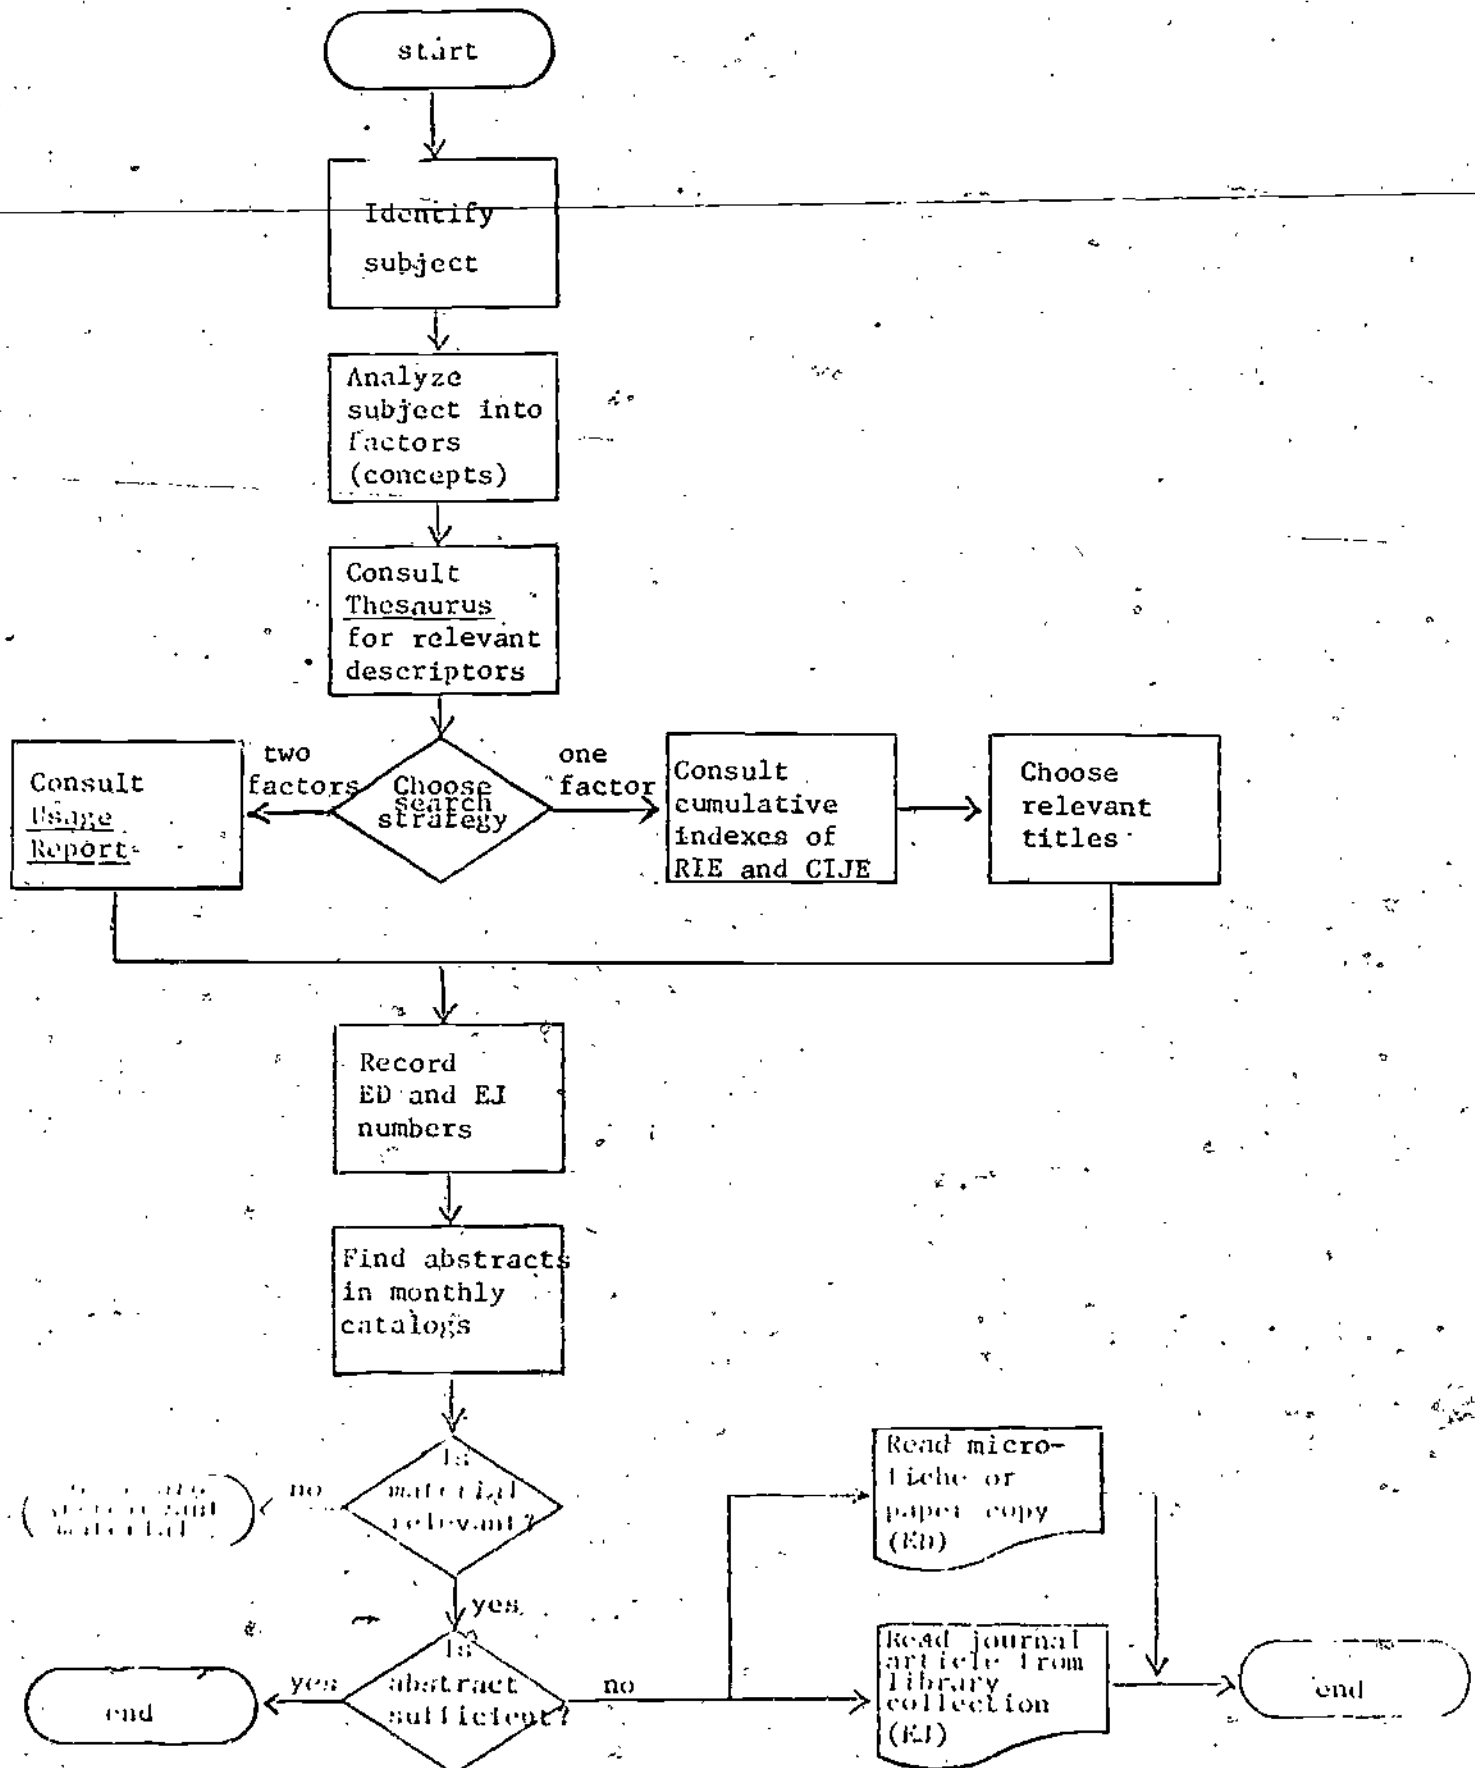 start
Identify
subject
Analyze
subject into
factors
(concepts)
Consult
Thesaurus
for relevant
descriptors
two
factors
Choose
search
strategy
one
factor
Consult
Usage
Report
Consult
cumulative
indexes of
RIE and CIJE
Choose
relevant
titles
Record
ED and EJ
numbers
Find abstracts
in monthly
catalogs
Is
material
relevant?
no
material
yes
Is
abstract
sufficient?
yes
end
no
Read micro-
fiche or
paper copy
(ED)
Read journal
article from
library
collection
(EJ)
end